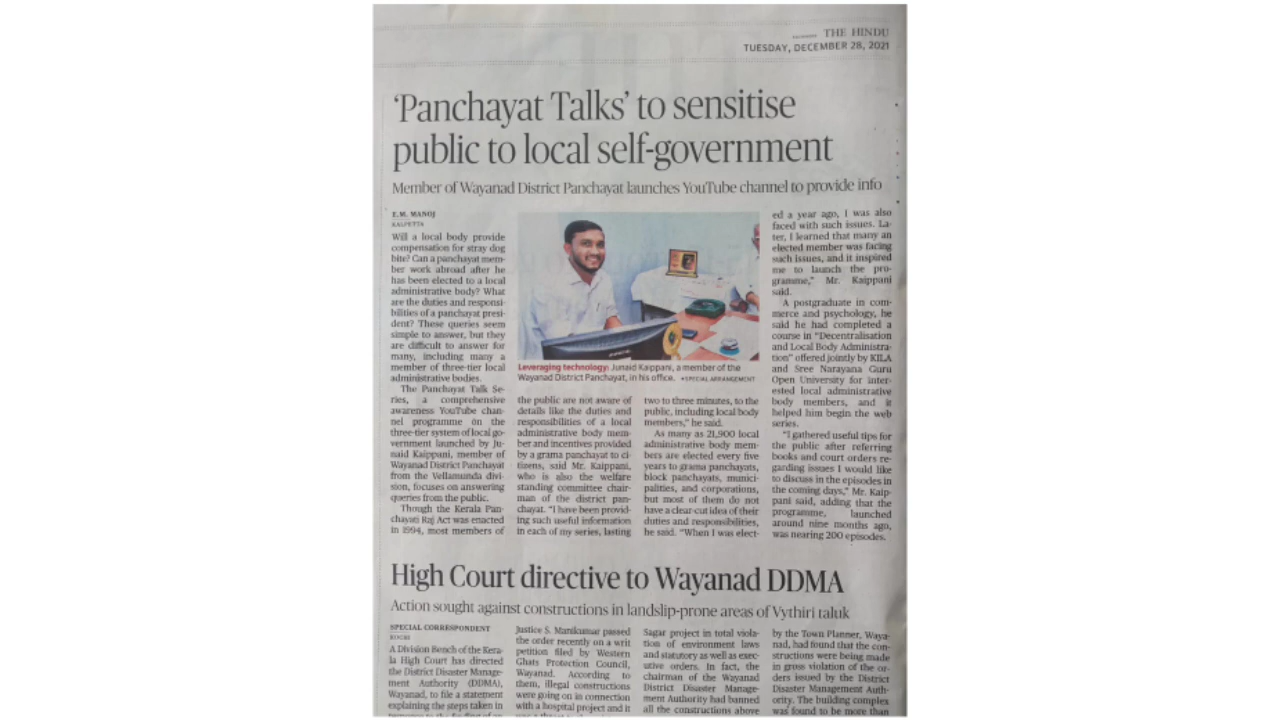 THE HINDU
TUESDAY, DECEMBER 28, 2021
‘Panchayat Talks’ to sensitise
public to local self-government
Member of Wayanad District Panchayat launches YouTube channel to provide info
E.M. MANOJ
KALPETTA
Will a local body provide
compensation for stray dog
bite? Can a panchayat mem-
ber work abroad after he
has been elected to a local
administrative body? What
are the duties and responsi-
bilities of a panchayat presi-
dent? These queries seem
simple to answer, but they
are difficult to answer for
many, including many a
member of three-tier local
administrative bodies.
The Panchayat Talk Se-
ries, a comprehensive
awareness YouTube chan-
nel programme on the
three-tier system of local go-
vernment launched by Ju-
naid Kaippani, member of
Wayanad District Panchayat
from the Vellamunda divi-
sion, focuses on answering
queries from the public.
Though the Kerala Pan-
chayati Raj Act was enacted
in 1994, most members of
Leveraging technology: Junaid Kaippani, a member of the
Wayanad District Panchayat, in his office. •SPECIAL ARRANGEMENT
the public are not aware of
details like the duties and
responsibilities of a local
administrative body mem-
ber and incentives provided
by a grama panchayat to ci-
tizens, said Mr. Kaippani,
who is also the welfare
standing committee chair-
man of the district pan-
chayat. “I have been provid-
ing such useful information
in each of my series, lasting
two to three minutes, to the
public, including local body
members,” he said.
As many as 21,900 local
administrative body mem-
bers are elected every five
years to grama panchayats,
block panchayats, munici-
palities, and corporations,
but most of them do not
have a clear-cut idea of their
duties and responsibilities,
he said. “When I was elect-
ed a year ago, I was also
faced with such issues. La-
ter, I learned that many an
elected member was facing
such issues, and it inspired
me to launch the pro-
gramme,” Mr. Kaippani
said.
A postgraduate in com-
merce and psychology, he
said he had completed a
course in “Decentralisation
and Local Body Administra-
tion” offered jointly by KILA
and Sree Narayana Guru
Open University for inter-
ested local administrative
body members, and it
helped him begin the web
series.
“I gathered useful tips for
the public after referring
books and court orders re-
garding issues I would like
to discuss in the episodes in
the coming days,” Mr. Kaip-
pani said, adding that the
programme, launched
around nine months ago,
was nearing 200 episodes.
High Court directive to Wayanad DDMA
Action sought against constructions in landslip-prone areas of Vythiri taluk
SPECIAL CORRESPONDENT
KOCHI
A Division Bench of the Kera-
la High Court has directed
the District Disaster Manage-
ment Authority (DDMA),
Wayanad, to file a statement
explaining the steps taken in
Justice S. Manikumar passed
the order recently on a writ
petition filed by Western
Ghats Protection Council,
Wayanad. According to
them, illegal constructions
were going on in connection
with a hospital project and it
Sagar project in total viola-
tion of environment laws
and statutory as well as exec-
utive orders. In fact, the
chairman of the Wayanad
District Disaster Manage-
ment Authority had banned
all the constructions above
by the Town Planner, Waya-
nad, had found that the con-
structions were being made
in gross violation of the or-
ders issued by the District
Disaster Management Auth-
ority. The building complex
was found to be more than